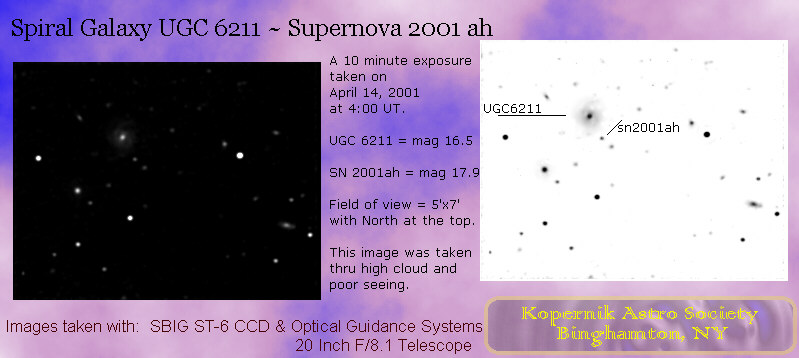 Spiral Galaxy UGC 6211 ~ Supernova 2001 ah
A 10 minute exposure
taken on
April 14, 2001
at 4:00 UT.
UGC 6211 = mag 16.5
SN 2001ah = mag 17.9
Field of view = 5'x7'
with North at the top.
This image was taken
thru high cloud and
poor seeing.
UGC6211
sn2001ah
Images taken with:  SBIG ST-6 CCD & Optical Guidance Systems
20 Inch F/8.1 Telescope
Kopernik Astro Society
Binghamton, NY